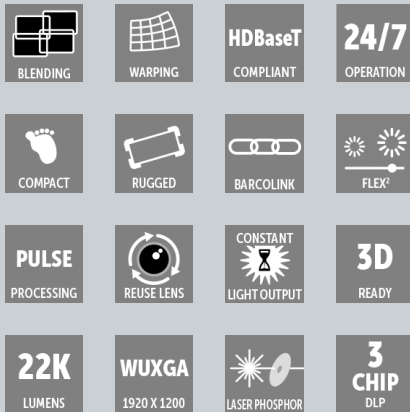 BLENDING
WARPING
HDBaseT
COMPLIANT
24/7
OPERATION
COMPACT
RUGGED
BARCOLINK
FLEX²
PULSE
PROCESSING
REUSE LENS
CONSTANT
LIGHT OUTPUT
3D
READY
22K
LUMENS
WUXGA
1920 X 1200
LASER PHOSPHOR
3
CHIP
DLP